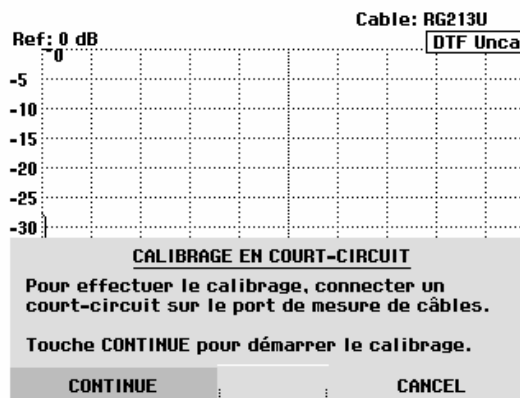 Cable: RG213U
Ref: 0 dB
DTF Unca
0
-5
-10
-15
-20
-25
-30
CALIBRAGE EN COURT-CIRCUIT
Pour effectuer le calibrage, connecter un
court-circuit sur le port de mesure de câbles.
Touche CONTINUE pour démarrer le calibrage.
CONTINUE
CANCEL